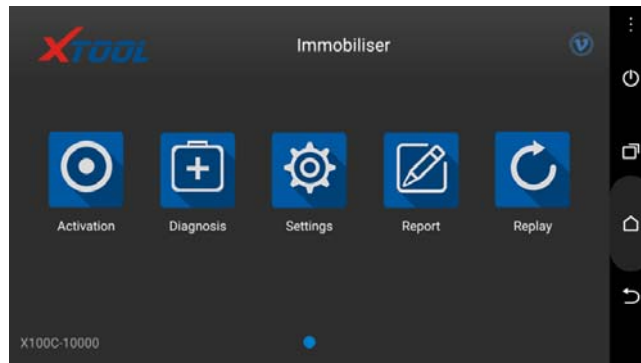 XTOOL
Immobiliser
V
Activation
Diagnosis
Settings
Report
Replay
X100C-10000